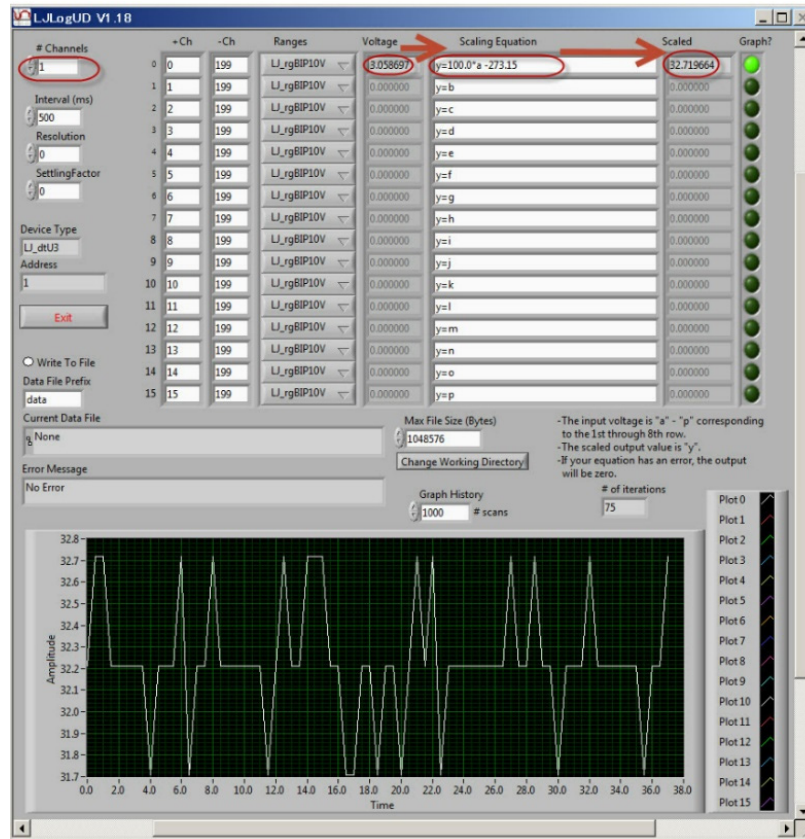 LJLogUD V1.18
# Channels
+Ch -Ch Ranges Voltage Scaling Equation Scaled Graph?
1
0 0 199 LJ_rgBIP10V 3.058697 y=100.0*a -273.15 32.719664
1 1 199 LJ_rgBIP10V 0.000000 y=b 0.000000
2 2 199 LJ_rgBIP10V 0.000000 y=c 0.000000
3 3 199 LJ_rgBIP10V 0.000000 y=d 0.000000
4 4 199 LJ_rgBIP10V 0.000000 y=e 0.000000
5 5 199 LJ_rgBIP10V 0.000000 y=f 0.000000
6 6 199 LJ_rgBIP10V 0.000000 y=g 0.000000
7 7 199 LJ_rgBIP10V 0.000000 y=h 0.000000
8 8 199 LJ_rgBIP10V 0.000000 y=i 0.000000
9 9 199 LJ_rgBIP10V 0.000000 y=j 0.000000
10 10 199 LJ_rgBIP10V 0.000000 y=k 0.000000
11 11 199 LJ_rgBIP10V 0.000000 y=l 0.000000
12 12 199 LJ_rgBIP10V 0.000000 y=m 0.000000
13 13 199 LJ_rgBIP10V 0.000000 y=n 0.000000
14 14 199 LJ_rgBIP10V 0.000000 y=o 0.000000
15 15 199 LJ_rgBIP10V 0.000000 y=p 0.000000
Interval (ms)
500
Resolution
0
SettlingFactor
0
Device Type
LJ_dtU3
Address
1
Exit
Write To File
Data File Prefix
data
Current Data File
None
Error Message
No Error
Max File Size (Bytes)
1048576
Change Working Directory
-The input voltage is "a" - "p" corresponding
to the 1st through 8th row.
-The scaled output value is "y".
-If your equation has an error, the output
will be zero.
Graph History
1000 # scans
# of iterations
75
32.8
32.7
32.6
32.5
32.4
32.3
32.2
32.1
32.0
31.9
31.8
31.7
Amplitude
0.0 2.0 4.0 6.0 8.0 10.0 12.0 14.0 16.0 18.0 20.0 22.0 24.0 26.0 28.0 30.0 32.0 34.0 36.0 38.0
Time
Plot 0
Plot 1
Plot 2
Plot 3
Plot 4
Plot 5
Plot 6
Plot 7
Plot 8
Plot 9
Plot 10
Plot 11
Plot 12
Plot 13
Plot 14
Plot 15